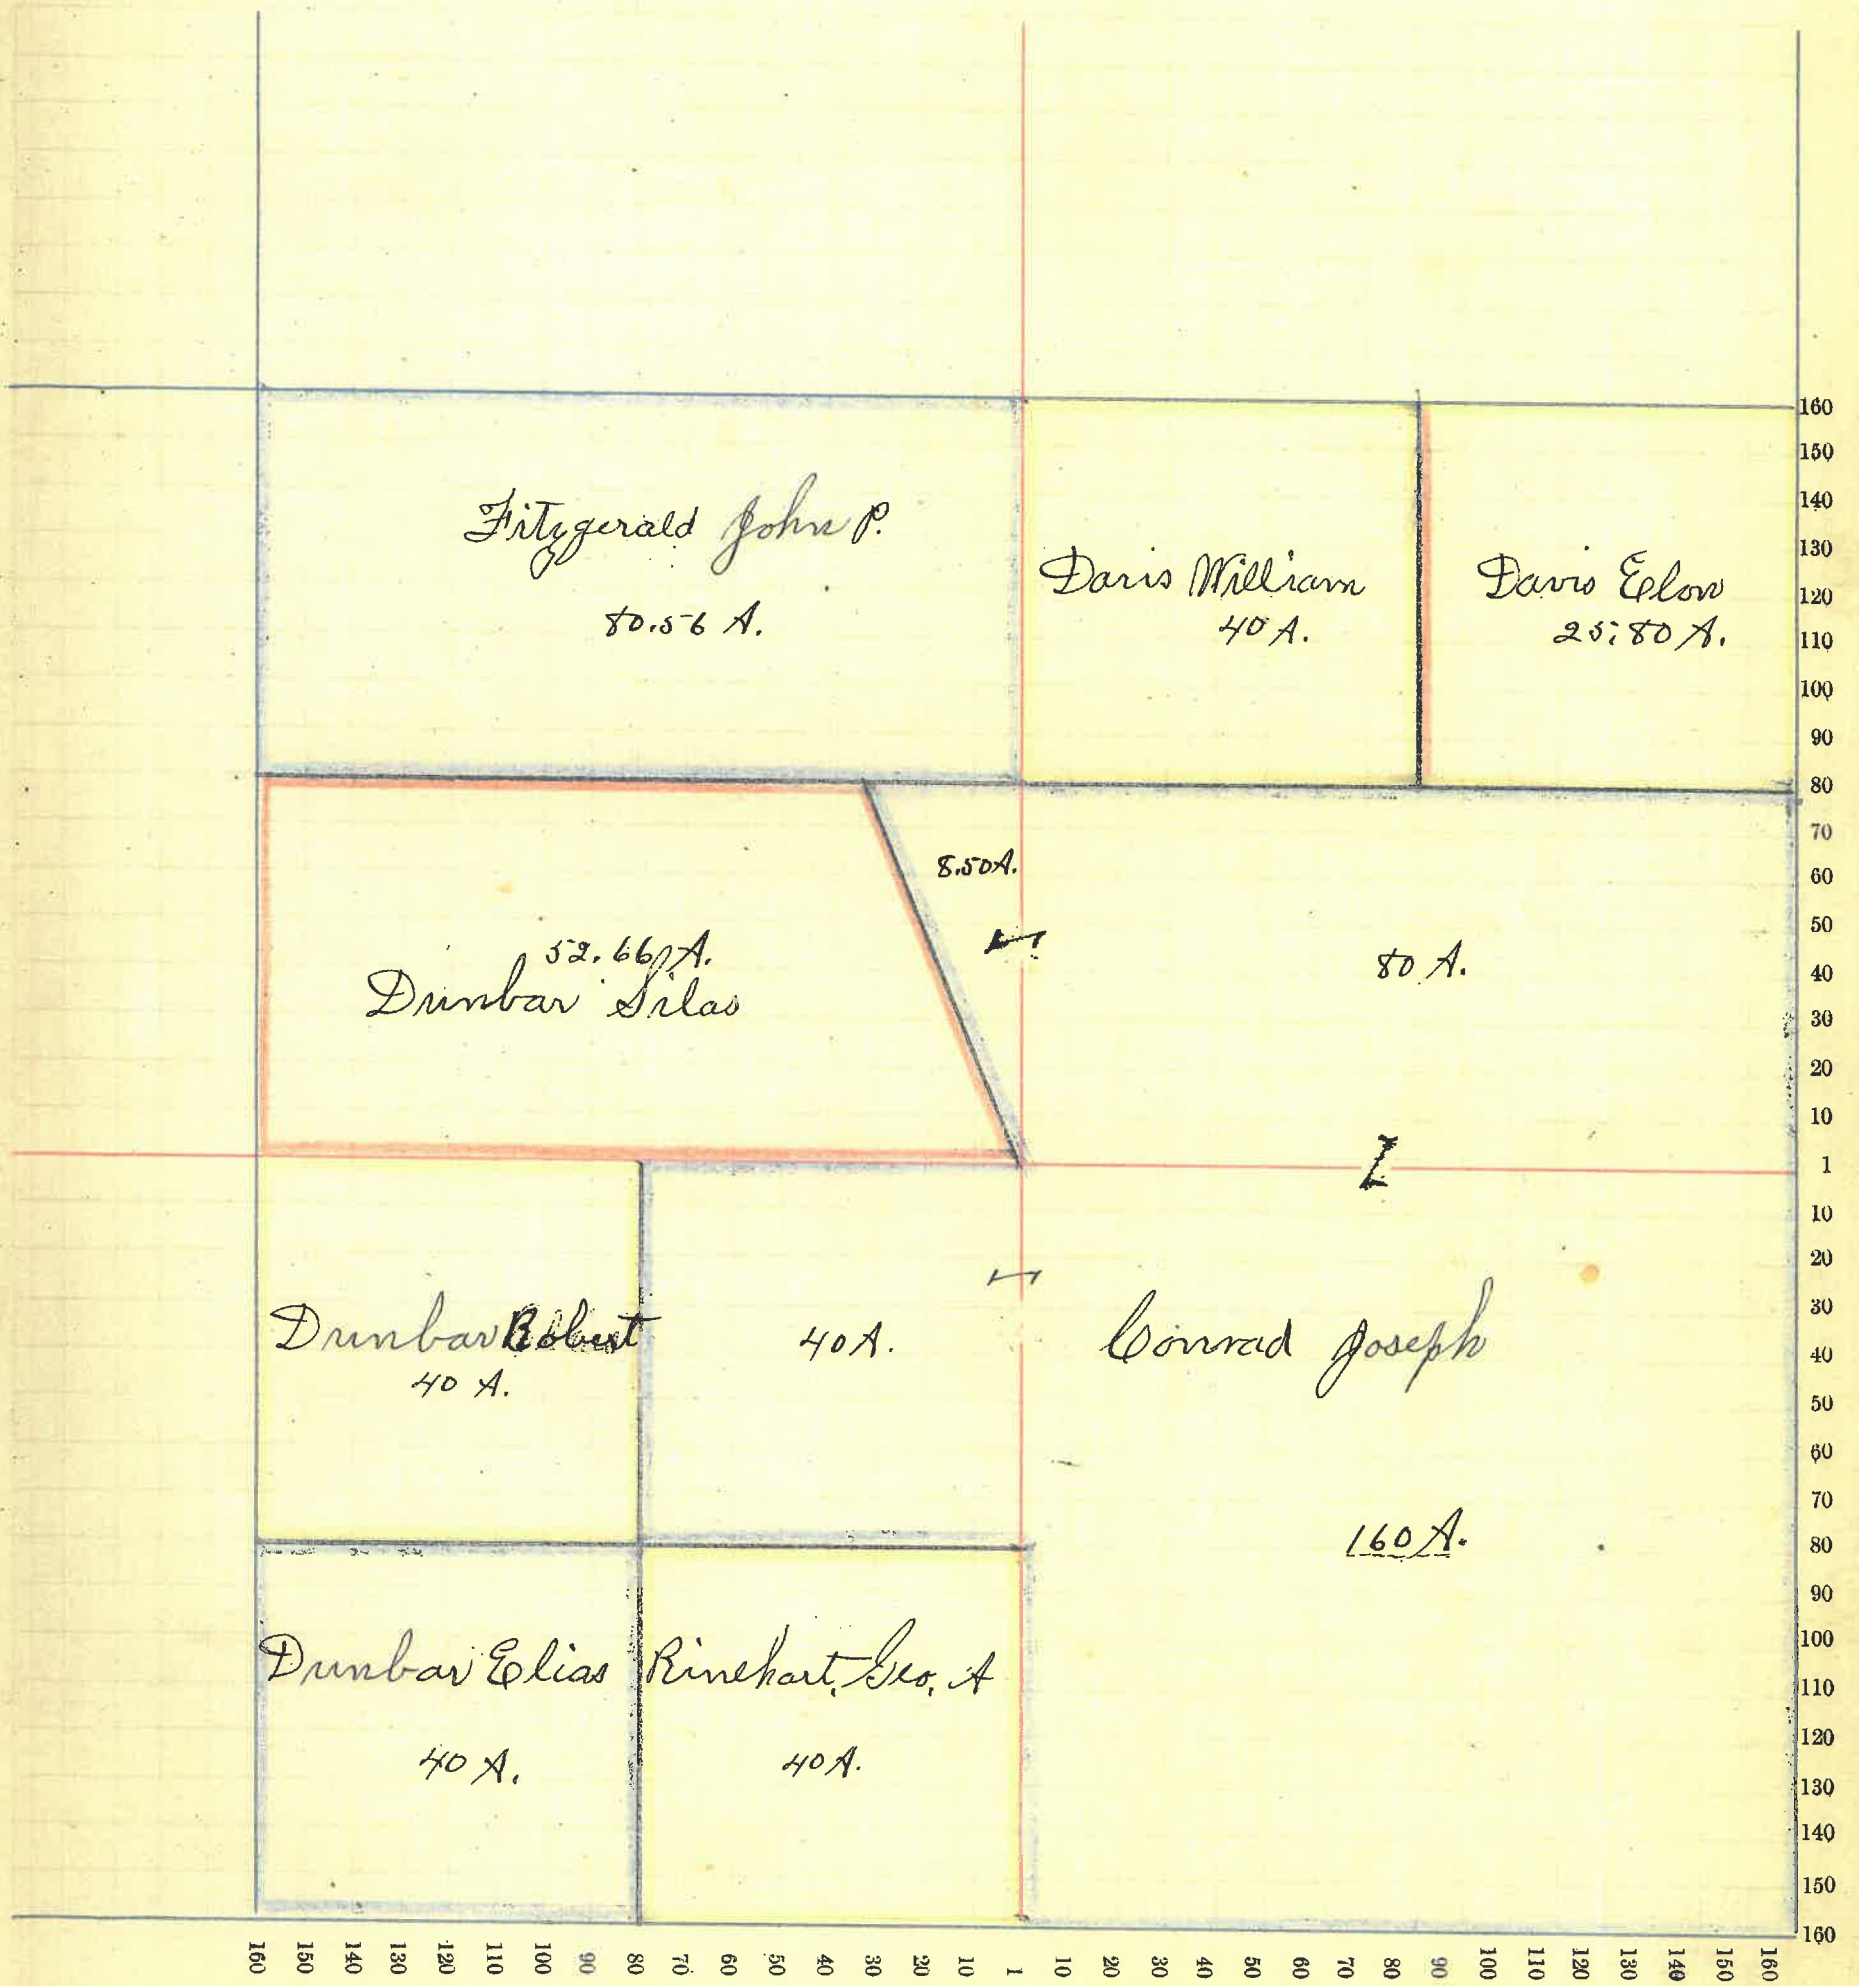 Fitzgerald John P.
80.56 A.
Davis William
40 A.
Davis Elon
25.80 A.
8.50 A.
52.66 A.
Dunbar Silas
80 A.
Dunbar Robert
40 A.
40 A.
Conrad Joseph
160 A.
Dunbar Elias
40 A.
Rinehart, Geo. A
40 A.
160
150
140
130
120
110
100
90
80
70
60
50
40
30
20
10
1
10
20
30
40
50
60
70
80
90
100
110
120
130
140
150
160
160 150 140 130 120 110 100 90 80 70 60 50 40 30 20 10 1 10 20 30 40 50 60 70 80 90 100 110 120 130 140 150 160